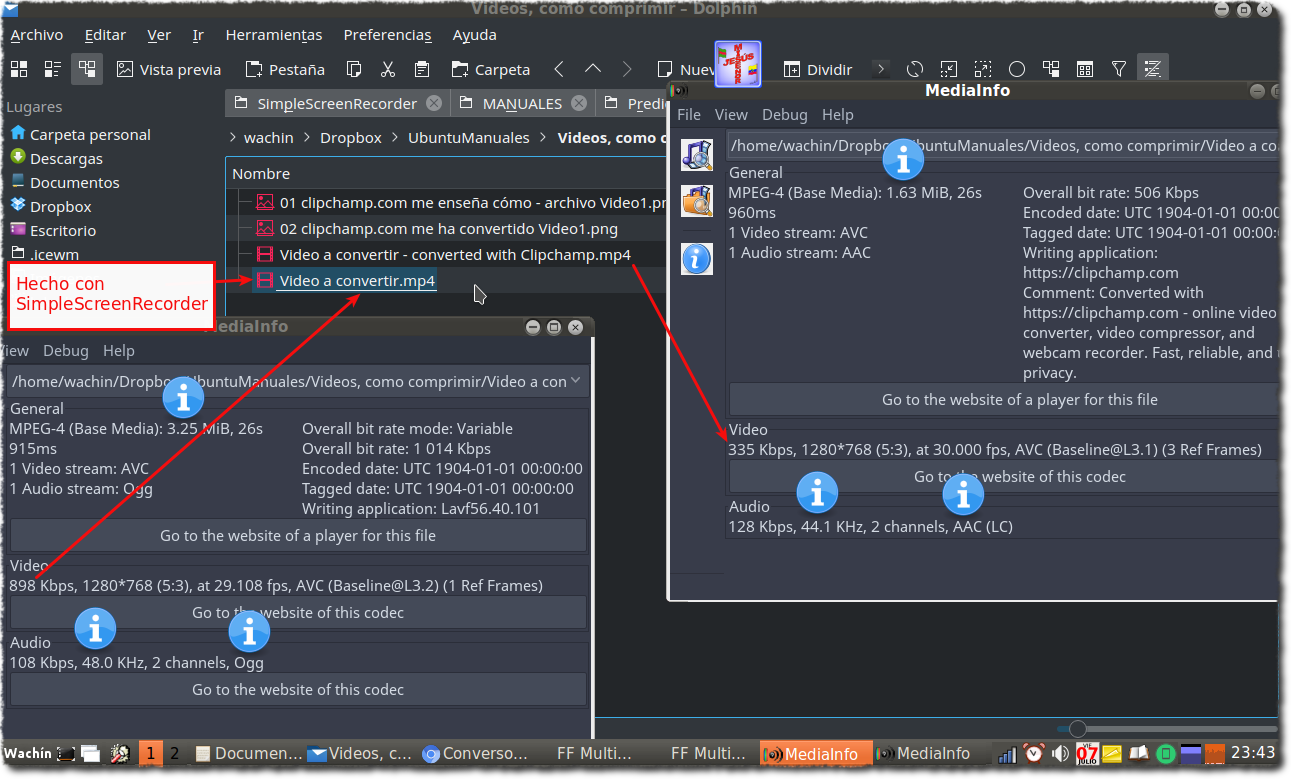 Videos, como comprimir – Dolphin
Archivo Editar Ver Ir Herramientas Preferencias Ayuda
Vista previa Pestaña Carpeta Nuev Dividir
JESÚS
Lugares
Carpeta personal
Descargas
Documentos
Dropbox
Escritorio
.icewm
SimpleScreenRecorder MANUALES Predi
> wachin > Dropbox > UbuntuManuales > Videos, como c
Nombre
01 clipchamp.com me enseña cómo - archivo Video1.pn
02 clipchamp.com me ha convertido Video1.png
Video a convertir - converted with Clipchamp.mp4
Video a convertir.mp4
Hecho con
SimpleScreenRecorder
MediaInfo
File View Debug Help
/home/wachin/Dropbo UbuntuManuales/Videos, como comprimir/Video a co
General
MPEG-4 (Base Media): 1.63 MiB, 26s
960ms
1 Video stream: AVC
1 Audio stream: AAC
Overall bit rate: 506 Kbps
Encoded date: UTC 1904-01-01 00:00
Tagged date: UTC 1904-01-01 00:00:
Writing application:
https://clipchamp.com
Comment: Converted with
https://clipchamp.com - online video
converter, video compressor, and
webcam recorder. Fast, reliable, and
privacy.
Go to the website of a player for this file
Video
335 Kbps, 1280*768 (5:3), at 30.000 fps, AVC (Baseline@L3.1) (3 Ref Frames)
Go to the website of this codec
Audio
128 Kbps, 44.1 KHz, 2 channels, AAC (LC)
MediaInfo
iew Debug Help
/home/wachin/Dropbo UbuntuManuales/Videos, como comprimir/Video a con
General
MPEG-4 (Base Media): 3.25 MiB, 26s
915ms
1 Video stream: AVC
1 Audio stream: Ogg
Overall bit rate mode: Variable
Overall bit rate: 1 014 Kbps
Encoded date: UTC 1904-01-01 00:00:00
Tagged date: UTC 1904-01-01 00:00:00
Writing application: Lavf56.40.101
Go to the website of a player for this file
Video
898 Kbps, 1280*768 (5:3), at 29.108 fps, AVC (Baseline@L3.2) (1 Ref Frames)
Go to the website of this codec
Audio
108 Kbps, 48.0 KHz, 2 channels, Ogg
Go to the website of this codec
Wachín 1 2 Documen... Videos, c... Converso... FF Multi... FF Multi... MediaInfo MediaInfo VIE 07 JULIO 23:43